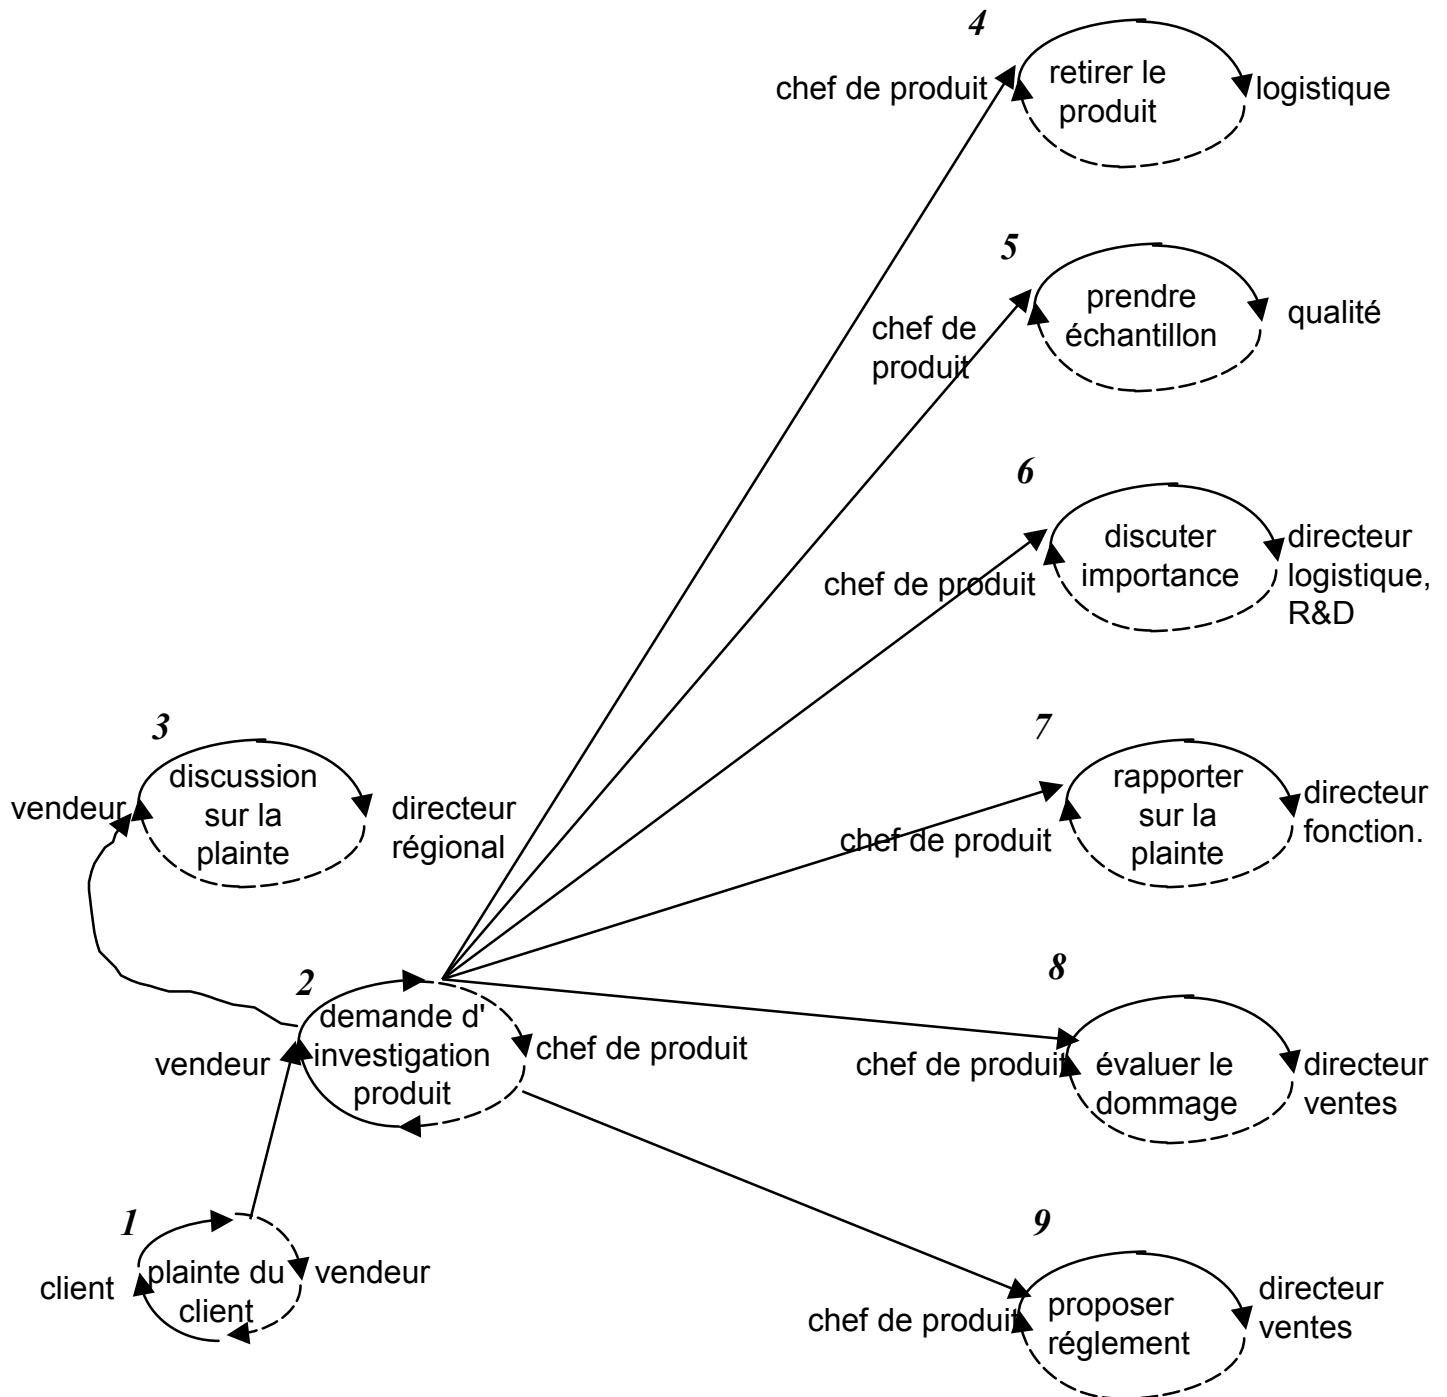 4
chef de produit
retirer le
produit
logistique
5
chef de
produit
prendre
échantillon
qualité
6
chef de produit
discuter
importance
directeur
logistique,
R&D
3
vendeur
discussion
sur la
plainte
directeur
régional
7
chef de produit
rapporter
sur la
plainte
directeur
fonction.
2
vendeur
demande d'
investigation
produit
chef de produit
8
chef de produit
évaluer le
dommage
directeur
ventes
1
client
plainte du
client
vendeur
9
chef de produit
proposer
réglement
directeur
ventes